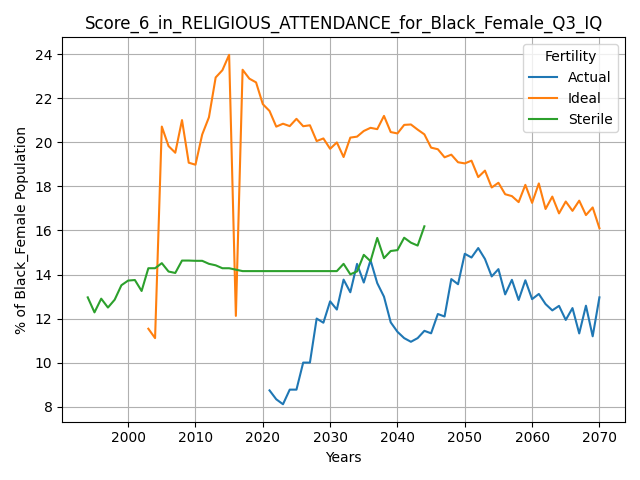 Score_6_in_RELIGIOUS_ATTENDANCE_for_Black_Female_Q3_IQ
Fertility
Actual
Ideal
Sterile
% of Black_Female Population
24
22
20
18
16
14
12
10
8
2000 2010 2020 2030 2040 2050 2060 2070
Years